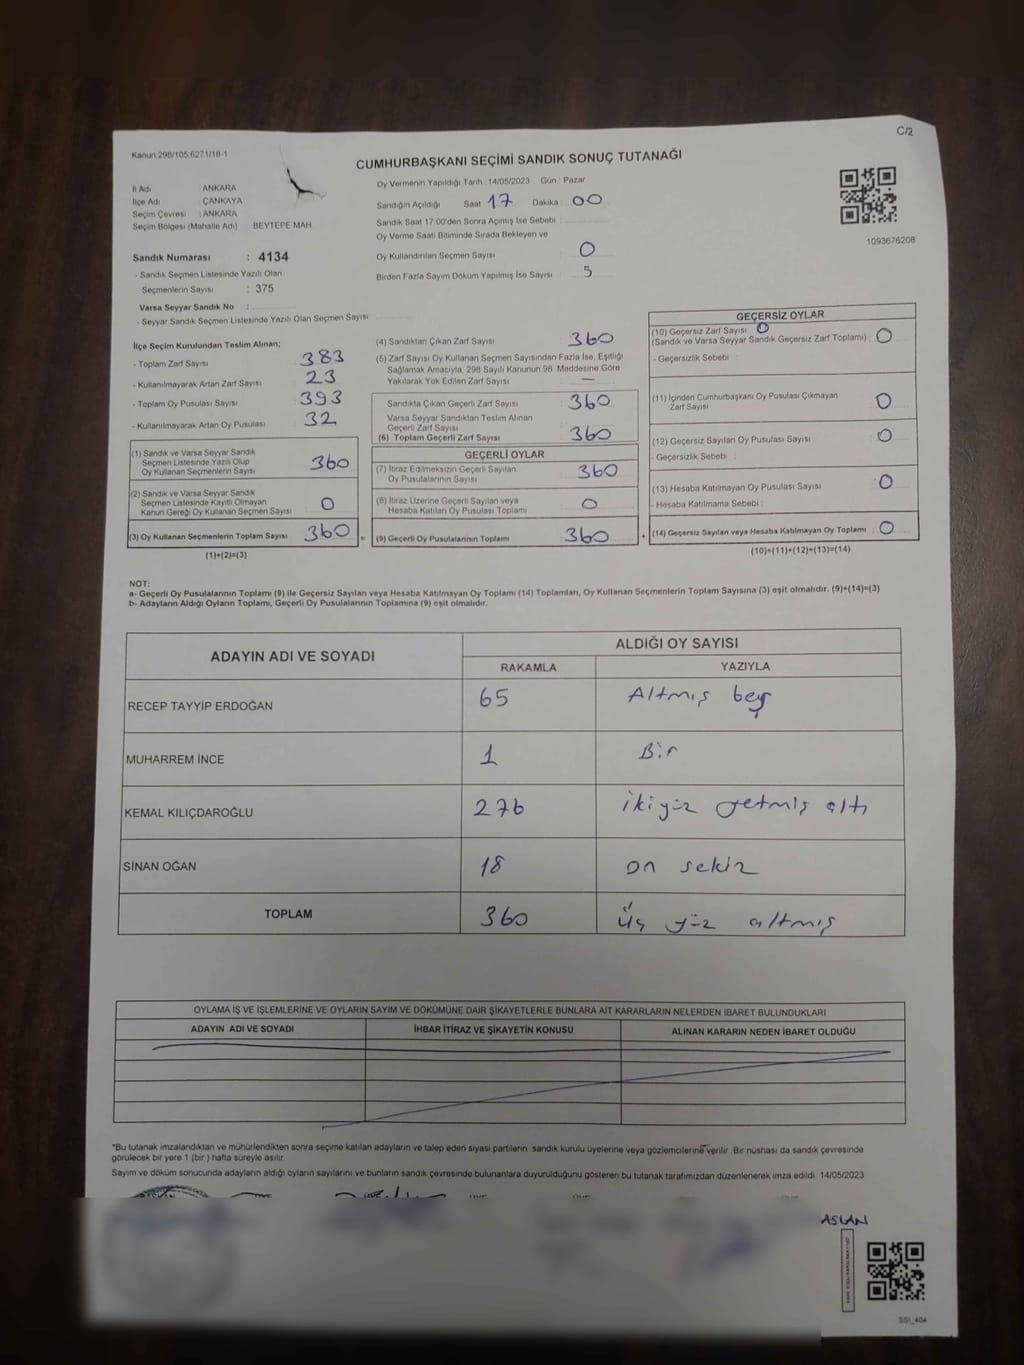 C/2
Kanun:298/105.6271/18-1
CUMHURBAŞKANI SEÇİMİ SANDIK SONUÇ TUTANAĞI
İl Adı ANKARA
İlçe Adı ÇANKAYA
Seçim Çevresi : ANKARA
Seçim Bölgesi (Mahalle Adı) BEYTEPE MAH
Oy Vermenin Yapıldığı Tarih : 14/05/2023 Gün : Pazar
Sandığın Açıldığı Saat 17 Dakika 00
Sandık Saat 17:00'den Sonra Açımış İse Sebebi :
Oy Verme Saati Bitiminde Sırada Bekleyen ve
Oy Kullandırılan Seçmen Sayısı 0
Birden Fazla Sayım Döküm Yapılmış İse Sayısı : 5
1093676208
Sandık Numarası : 4134
- Sandık Seçmen Listesinde Yazılı Olan
Seçmenlerin Sayısı : 375
Varsa Seyyar Sandık No :
- Seyyar Sandık Seçmen Listesinde Yazılı Olan Seçmen Sayısı
İlçe Seçim Kurulundan Teslim Alınan;
- Toplam Zarf Sayısı 383
- Kullanılmayarak Artan Zarf Sayısı 23
- Toplam Oy Pusulası Sayısı 393
- Kullanılmayarak Artan Oy Pusulası 32
(1) Sandık ve Varsa Seyyar Sandık
Seçmen Listesinde Yazılı Olup
Oy Kullanan Seçmenlerin Sayısı 360
(2) Sandık ve Varsa Seyyar Sandık
Seçmen Listesinde Kayıtlı Olmayan
Kanun Gereği Oy Kullanan Seçmen Sayısı 0
(3) Oy Kullanan Seçmenlerin Toplam Sayısı 360 =
(1)+(2)=(3)
(4) Sandıktan Çıkan Zarf Sayısı 360
(5) Zarf Sayısı Oy Kullanan Seçmen Sayısından Fazla İse, Eşitliği
Sağlamak Amacıyla, 298 Sayılı Kanunun 98. Maddesine Göre
Yakılarak Yok Edilen Zarf Sayısı : —
Sandıkta Çıkan Geçerli Zarf Sayısı : 360
Varsa Seyyar Sandıktan Teslim Alınan
Geçerli Zarf Sayısı
(6) Toplam Geçerli Zarf Sayısı 360
GEÇERLİ OYLAR
(7) İtiraz Edilmeksizin Geçerli Sayılan
Oy Pusulalarının Sayısı : 360
(8) İtiraz Üzerine Geçerli Sayılan veya
Hesaba Katılan Oy Pusulası Toplamı : 0
(9) Geçerli Oy Pusulalarının Toplamı : 360 +
GEÇERSİZ OYLAR
(10) Geçersiz Zarf Sayısı 0
(Sandık ve Varsa Seyyar Sandık Geçersiz Zarf Toplamı) : 0
- Geçersizlik Sebebi :
(11) İçinden Cumhurbaşkanı Oy Pusulası Çıkmayan
Zarf Sayısı : 0
(12) Geçersiz Sayılan Oy Pusulası Sayısı : 0
- Geçersizlik Sebebi :
(13) Hesaba Katılmayan Oy Pusulası Sayısı : 0
- Hesaba Katılmama Sebebi :
(14) Geçersiz Sayılan veya Hesaba Katılmayan Oy Toplamı : 0
(10)+(11)+(12)+(13)=(14)
NOT:
a- Geçerli Oy Pusulalarının Toplamı (9) ile Geçersiz Sayılan veya Hesaba Katılmayan Oy Toplamı (14) Toplamları, Oy Kullanan Seçmenlerin Toplam Sayısına (3) eşit olmalıdır. (9)+(14)=(3)
b- Adayların Aldığı Oyların Toplamı, Geçerli Oy Pusulalarının Toplamına (9) eşit olmalıdır.
ADAYIN ADI VE SOYADI ALDIĞI OY SAYISI
RAKAMLA YAZIYLA
RECEP TAYYİP ERDOĞAN 65 Altmış beş
MUHARREM İNCE 1 Bir
KEMAL KILIÇDAROĞLU 276 ikiyüz yetmiş altı
SİNAN OĞAN 18 on sekiz
TOPLAM 360 üç yüz altmış
OYLAMA İŞ VE İŞLEMLERİNE VE OYLARIN SAYIM VE DÖKÜMÜNE DAİR ŞİKAYETLERLE BUNLARA AİT KARARLARIN NELERDEN İBARET BULUNDUKLARI
ADAYIN ADI VE SOYADI İHBAR İTİRAZ VE ŞİKAYETİN KONUSU ALINAN KARARIN NEDEN İBARET OLDUĞU
*Bu tutanak imzalandıktan ve mühürlendikten sonra seçime katılan adayların ve talep eden siyasi partilerin sandık kurulu üyelerine veya gözlemcilerine verilir. Bir nüshası da sandık çevresinde
görülecek bir yere 1 (bir ) hafta süreyle asılır.
Sayım ve döküm sonucunda adayların aldığı oyların sayılarını ve bunların sandık çevresinde bulunanlara duyurulduğunu gösteren bu tutanak tarafımızdan düzenlenerek imza edildi. 14/05/2023
ASLAN
SSI_404